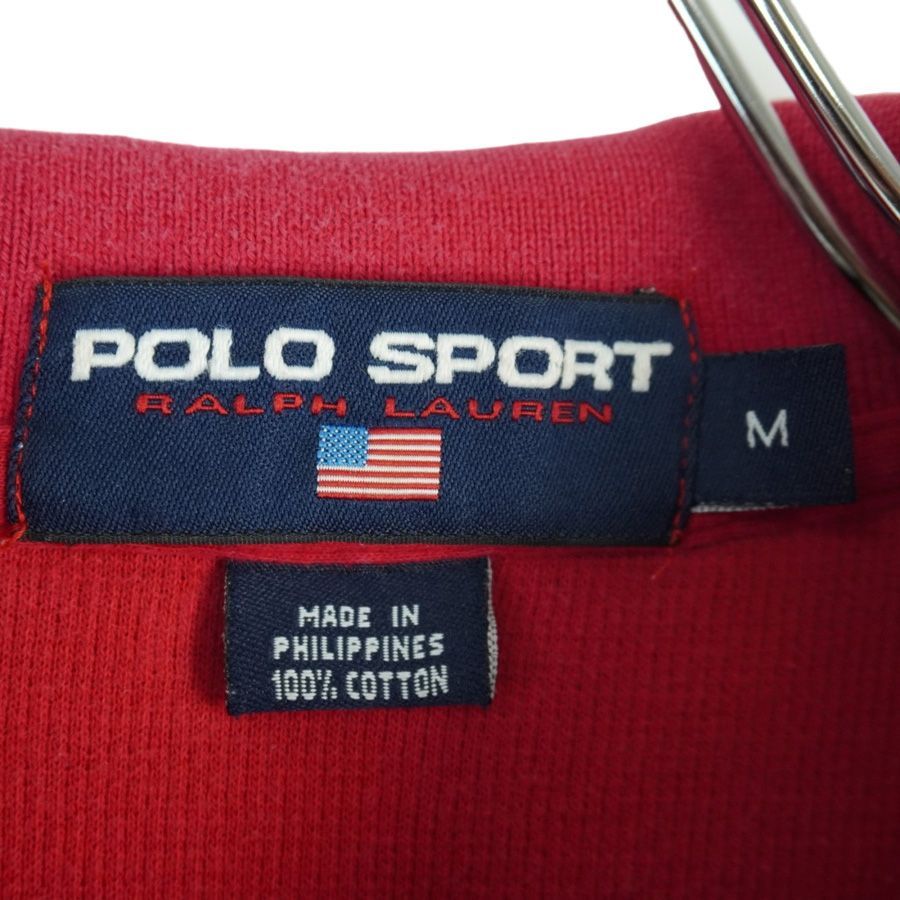 POLO SPORT
RALPH LAUREN
M
MADE IN
PHILIPPINES
100% COTTON